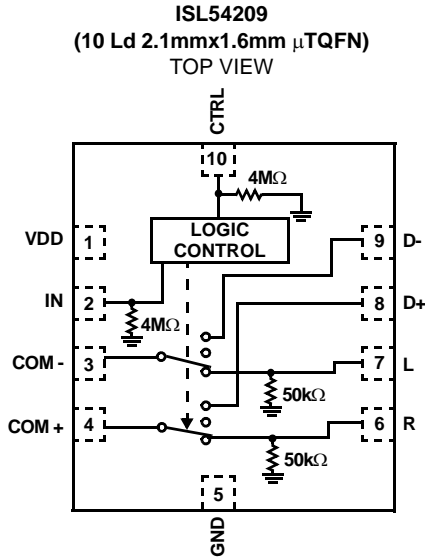 ISL54209
(10 Ld 2.1mmx1.6mm μTQFN)
TOP VIEW
CTRL
10
4MΩ
LOGIC
CONTROL
VDD 1
9 D-
IN 2
8 D+
4MΩ
COM - 3
7 L
50kΩ
COM + 4
6 R
50kΩ
5
GND